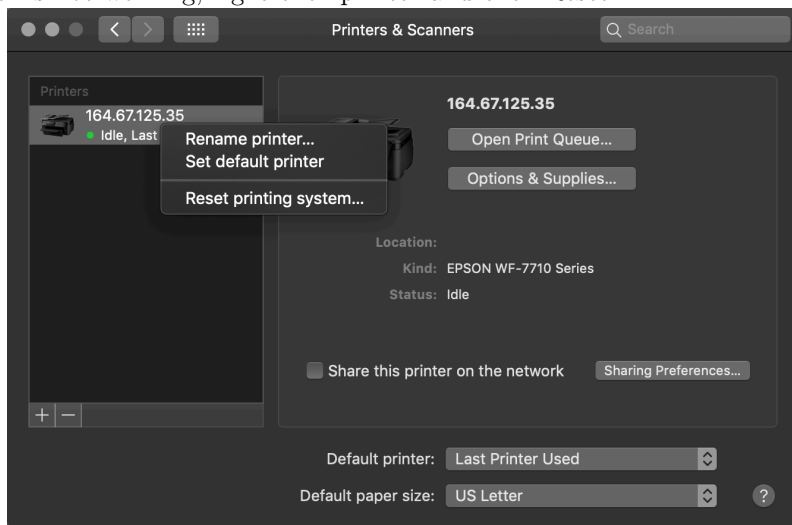 Printers & Scanners
Search
Printers
164.67.125.35
Idle, Last
Rename printer...
Set default printer
Reset printing system...
164.67.125.35
Open Print Queue...
Options & Supplies...
Location:
Kind: EPSON WF-7710 Series
Status: Idle
Share this printer on the network
Sharing Preferences...
Default printer: Last Printer Used
Default paper size: US Letter
?